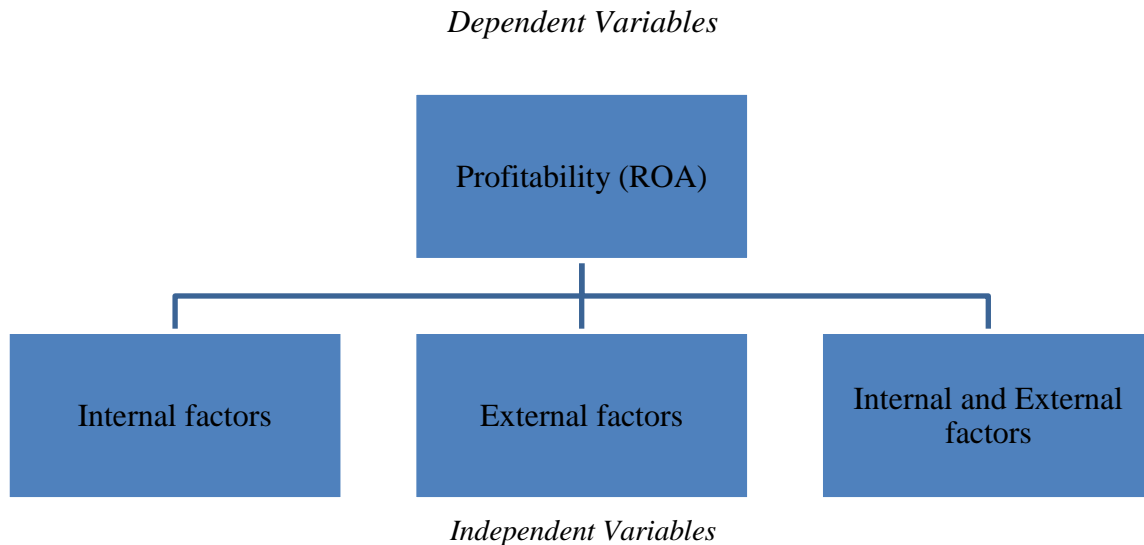 Dependent Variables
Profitability (ROA)
Internal factors
External factors
Internal and External
factors
Independent Variables